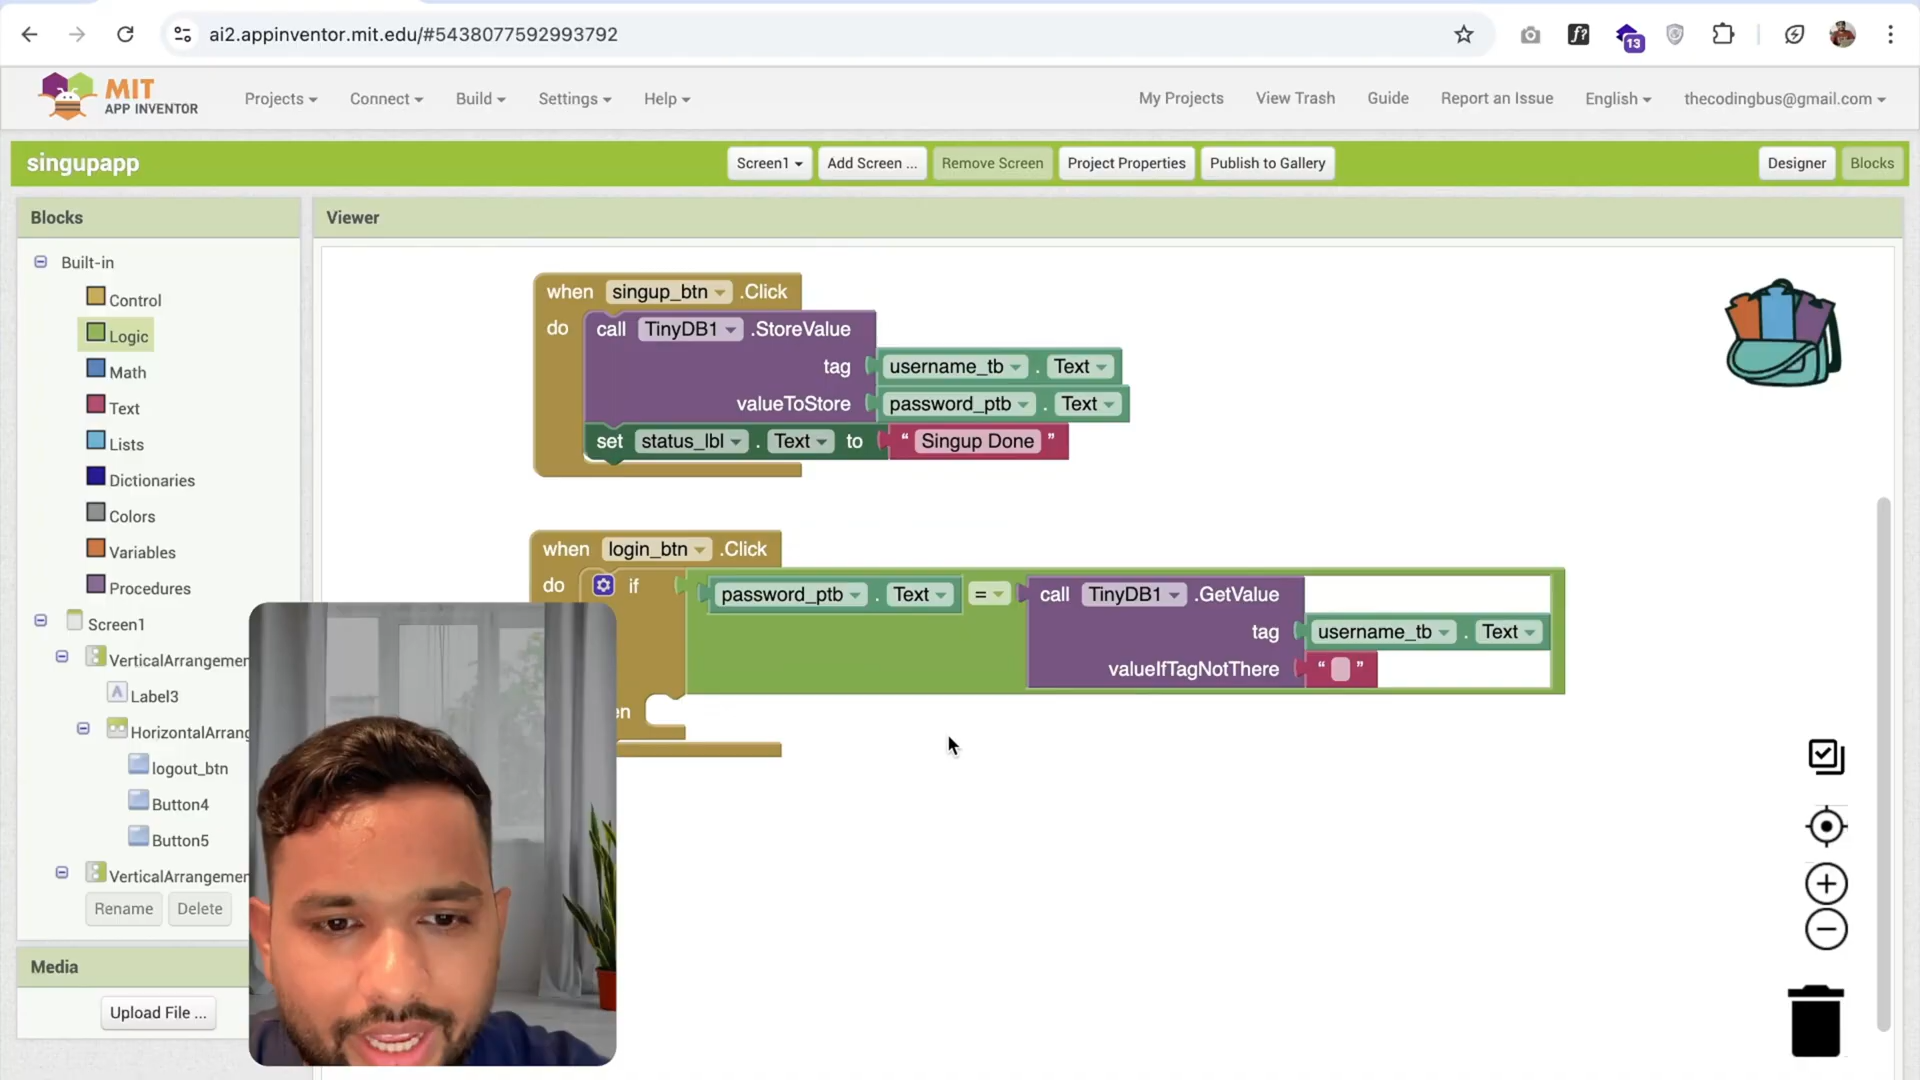 ai2.appinventor.mit.edu/#5438077592993792
f?
13
MIT
APP INVENTOR
Projects Connect Build Settings Help
My Projects View Trash Guide Report an Issue English thecodingbus@gmail.com
singupapp
Screen1 Add Screen ... Remove Screen Project Properties Publish to Gallery
Designer Blocks
Blocks
Viewer
Built-in
Control
Logic
Math
Text
Lists
Dictionaries
Colors
Variables
Procedures
Screen1
VerticalArrangemen
A Label3
HorizontalArrang
logout_btn
Button4
Button5
VerticalArrangemen
Rename Delete
Media
Upload File ...
when singup_btn .Click
do call TinyDB1 .StoreValue
tag username_tb . Text
valueToStore password_ptb . Text
set status_lbl . Text to “ Singup Done ”
when login_btn .Click
do if password_ptb . Text = call TinyDB1 .GetValue
tag username_tb . Text
valueIfTagNotThere “ ”
en